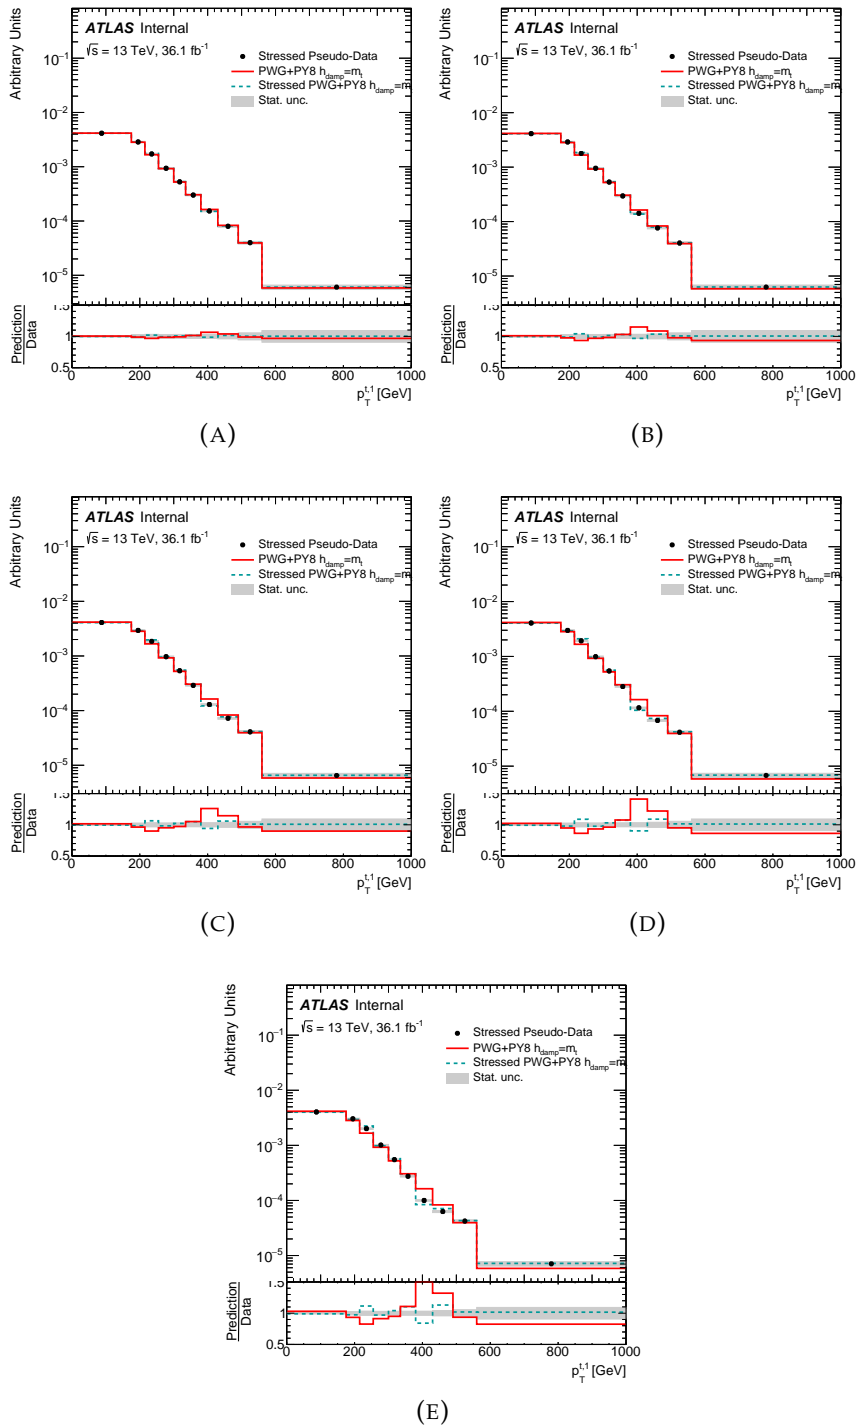 ATLAS Internal
√s = 13 TeV, 36.1 fb⁻¹
Stressed Pseudo-Data
PWG+PY8 h_damp=m_t
Stressed PWG+PY8 h_damp=m
Stat. unc.
Arbitrary Units
10⁻¹
10⁻²
10⁻³
10⁻⁴
10⁻⁵
Prediction
Data
1.5
1
0.5
0 200 400 600 800 1000
p_T^{t,1} [GeV]
(A)
ATLAS Internal
√s = 13 TeV, 36.1 fb⁻¹
Stressed Pseudo-Data
PWG+PY8 h_damp=m_t
Stressed PWG+PY8 h_damp=m
Stat. unc.
Arbitrary Units
10⁻¹
10⁻²
10⁻³
10⁻⁴
10⁻⁵
Prediction
Data
1.5
1
0.5
0 200 400 600 800 1000
p_T^{t,1} [GeV]
(B)
ATLAS Internal
√s = 13 TeV, 36.1 fb⁻¹
Stressed Pseudo-Data
PWG+PY8 h_damp=m_t
Stressed PWG+PY8 h_damp=m
Stat. unc.
Arbitrary Units
10⁻¹
10⁻²
10⁻³
10⁻⁴
10⁻⁵
Prediction
Data
1.5
1
0.5
0 200 400 600 800 1000
p_T^{t,1} [GeV]
(C)
ATLAS Internal
√s = 13 TeV, 36.1 fb⁻¹
Stressed Pseudo-Data
PWG+PY8 h_damp=m_t
Stressed PWG+PY8 h_damp=m
Stat. unc.
Arbitrary Units
10⁻¹
10⁻²
10⁻³
10⁻⁴
10⁻⁵
Prediction
Data
1.5
1
0.5
0 200 400 600 800 1000
p_T^{t,1} [GeV]
(D)
ATLAS Internal
√s = 13 TeV, 36.1 fb⁻¹
Stressed Pseudo-Data
PWG+PY8 h_damp=m_t
Stressed PWG+PY8 h_damp=m
Stat. unc.
Arbitrary Units
10⁻¹
10⁻²
10⁻³
10⁻⁴
10⁻⁵
Prediction
Data
1.5
1
0.5
0 200 400 600 800 1000
p_T^{t,1} [GeV]
(E)